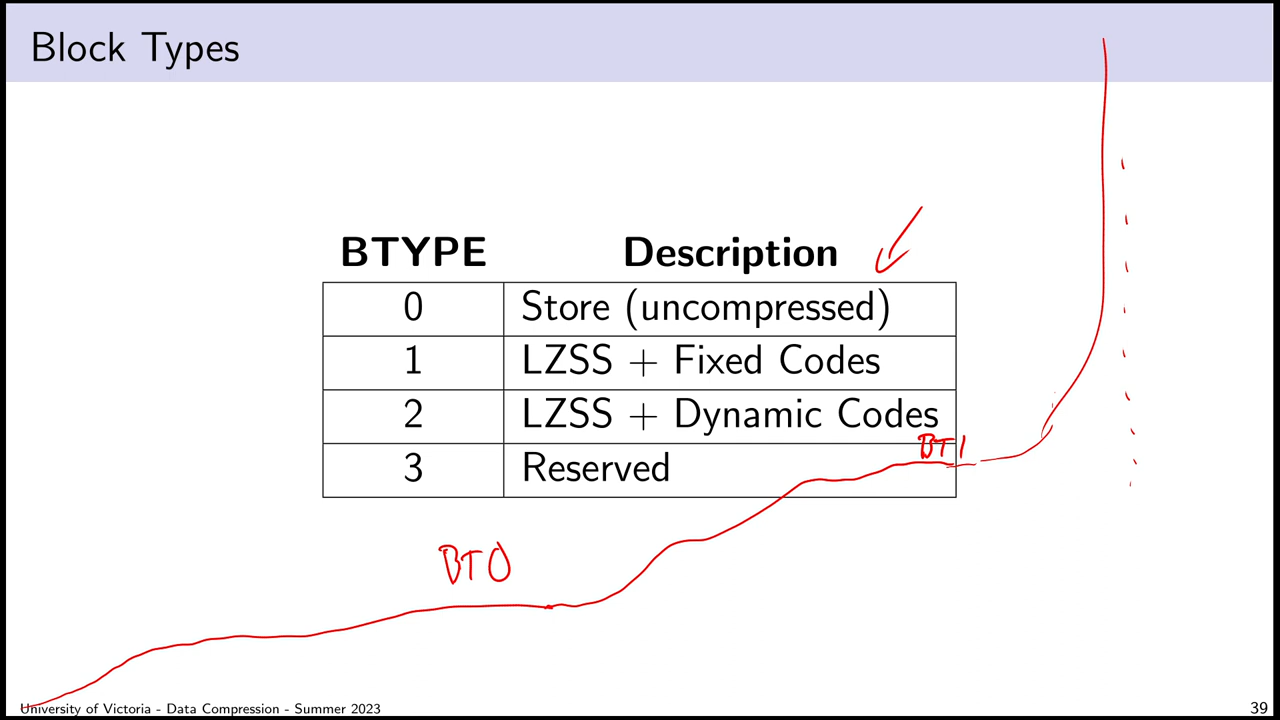 Block Types
BTYPE Description
0 Store (uncompressed)
1 LZSS + Fixed Codes
2 LZSS + Dynamic Codes
BT1
3 Reserved
BT0
University of Victoria - Data Compression - Summer 2023 39